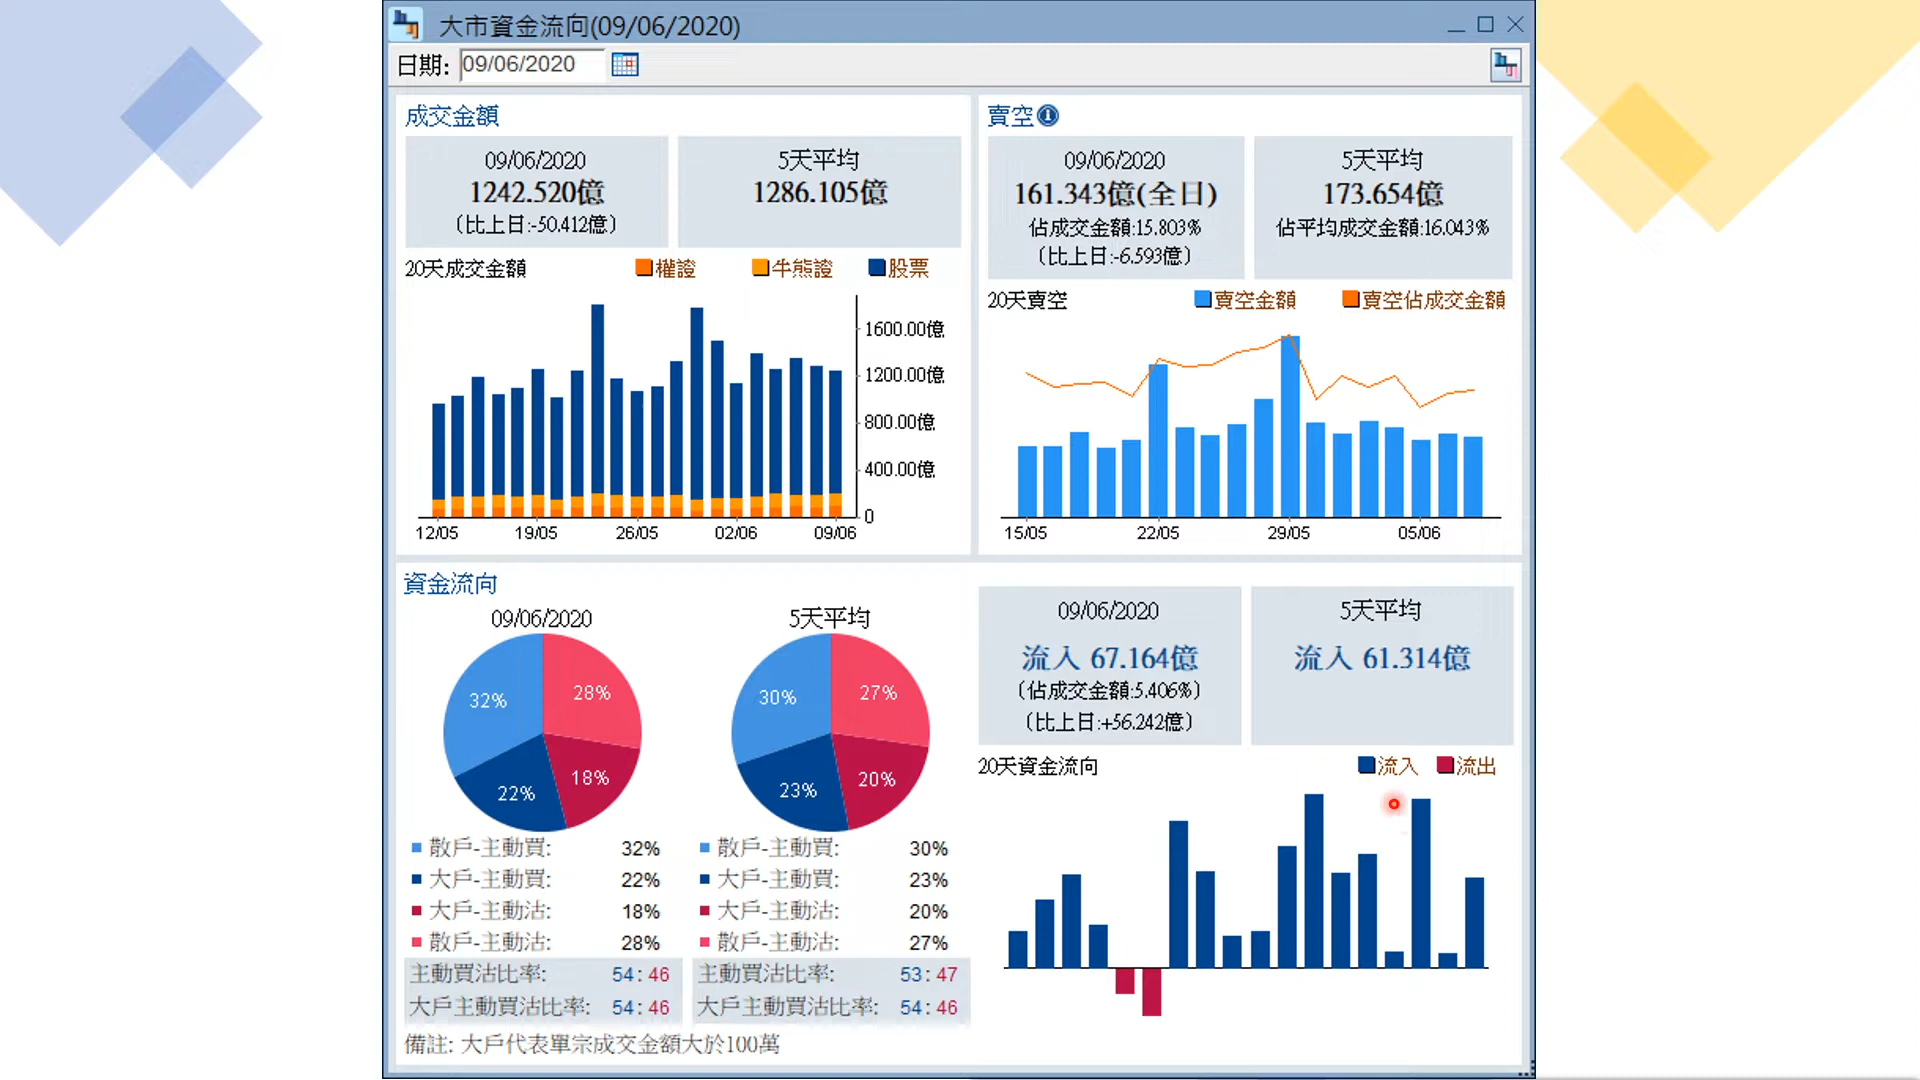 大市資金流向(09/06/2020)
日期: 09/06/2020
成交金額
09/06/2020
1242.520億
(比上日:-50.412億)
5天平均
1286.105億
20天成交金額 權證 牛熊證 股票
1600.00億
1200.00億
800.00億
400.00億
0
12/05 19/05 26/05 02/06 09/06
賣空
09/06/2020
161.343億(全日)
佔成交金額:15.803%
(比上日:-6.593億)
5天平均
173.654億
佔平均成交金額:16.043%
20天賣空 賣空金額 賣空佔成交金額
15/05 22/05 29/05 05/06
資金流向
09/06/2020
32%
28%
22%
18%
散戶-主動買: 32%
大戶-主動買: 22%
大戶-主動沽: 18%
散戶-主動沽: 28%
主動買沽比率: 54:46
大戶主動買沽比率: 54:46
5天平均
30%
27%
23%
20%
散戶-主動買: 30%
大戶-主動買: 23%
大戶-主動沽: 20%
散戶-主動沽: 27%
主動買沽比率: 53:47
大戶主動買沽比率: 54:46
備註: 大戶代表單宗成交金額大於100萬
09/06/2020
流入 67.164億
(佔成交金額:5.406%)
(比上日:+56.242億)
5天平均
流入 61.314億
20天資金流向 流入 流出